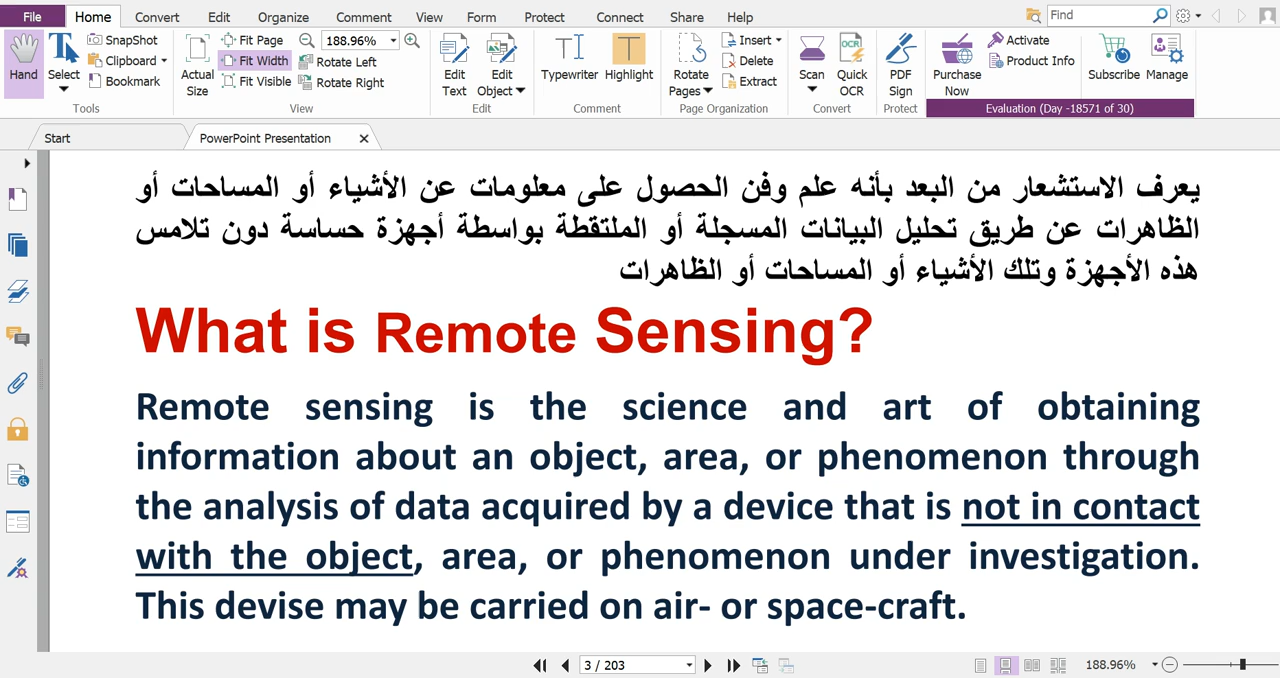 File Home Convert Edit Organize Comment View Form Protect Connect Share Help Find
Hand
Select
SnapShot
Clipboard
Bookmark
Tools
Actual Size
Fit Page
Fit Width
Fit Visible
188.96%
Rotate Left
Rotate Right
View
Edit Text
Edit Object
Edit
Typewriter
Highlight
Comment
Rotate Pages
Insert
Delete
Extract
Page Organization
Scan
OCR
Quick OCR
Convert
PDF Sign
Protect
Purchase Now
Activate
Product Info
Subscribe
Manage
Evaluation (Day -18571 of 30)
Start
PowerPoint Presentation
يعرف الاستشعار من البعد بأنه علم وفن الحصول على معلومات عن الأشياء أو المساحات أو
الظاهرات عن طريق تحليل البيانات المسجلة أو الملتقطة بواسطة أجهزة حساسة دون تلامس
هذه الأجهزة وتلك الأشياء أو المساحات أو الظاهرات
What is Remote Sensing?
Remote sensing is the science and art of obtaining
information about an object, area, or phenomenon through
the analysis of data acquired by a device that is not in contact
with the object, area, or phenomenon under investigation.
This devise may be carried on air- or space-craft.
3 / 203
188.96%